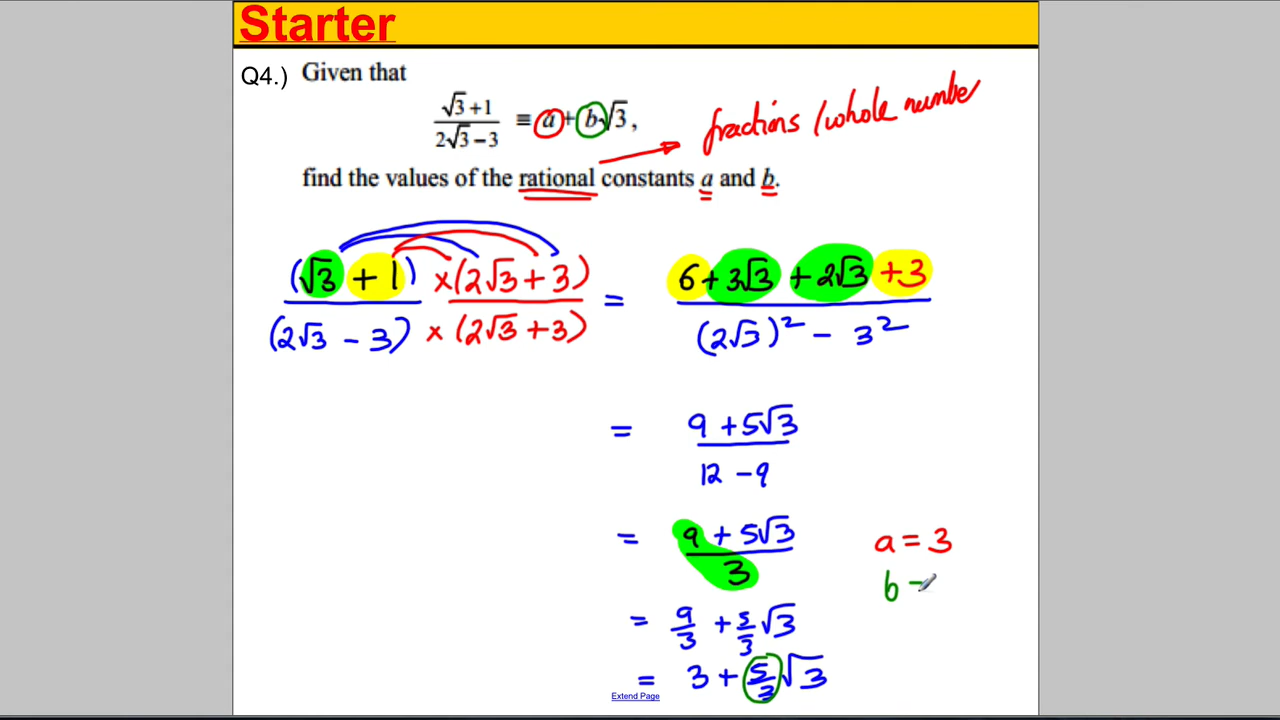 Starter
Q4.) Given that
(√3 + 1)/(2√3 − 3) ≡ a + b√3,
fractions / whole number
find the values of the rational constants a and b.
(√3 + 1) × (2√3 + 3) / (2√3 − 3) × (2√3 + 3) = (6 + 3√3 + 2√3 + 3) / ((2√3)² − 3²)
= (9 + 5√3) / (12 − 9)
= (9 + 5√3) / 3
a = 3
b =
= 9/3 + 5/3 √3
= 3 + 5/3 √3
Extend Page